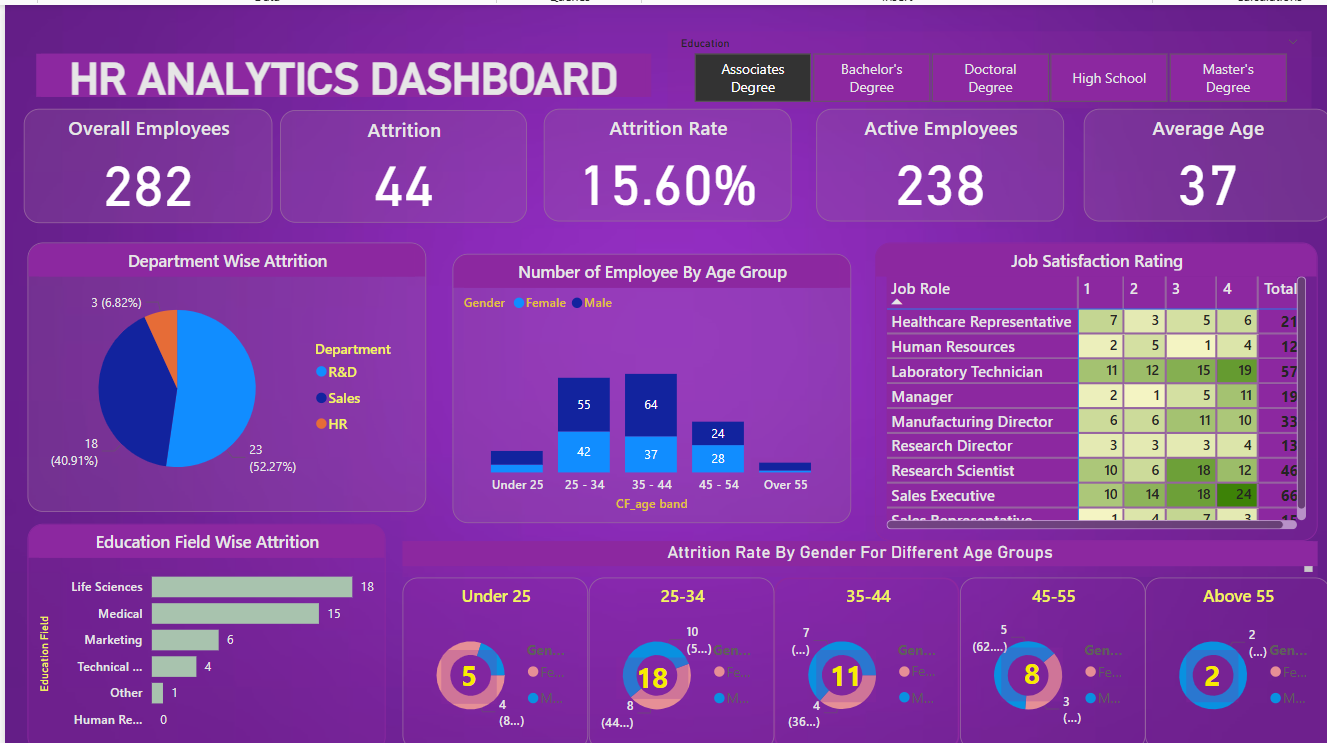 Education
HR ANALYTICS DASHBOARD
Associates Degree
Bachelor's Degree
Doctoral Degree
High School
Master's Degree
Overall Employees
282
Attrition
44
Attrition Rate
15.60%
Active Employees
238
Average Age
37
Department Wise Attrition
3 (6.82%)
18 (40.91%)
23 (52.27%)
Department
R&D
Sales
HR
Number of Employee By Age Group
Gender Female Male
55 64 24
42 37 28
Under 25 25 - 34 35 - 44 45 - 54 Over 55
CF_age band
Job Satisfaction Rating
Job Role 1 2 3 4 Total
Healthcare Representative 7 3 5 6 21
Human Resources 2 5 1 4 12
Laboratory Technician 11 12 15 19 57
Manager 2 1 5 11 19
Manufacturing Director 6 6 11 10 33
Research Director 3 3 3 4 13
Research Scientist 10 6 18 12 46
Sales Executive 10 14 18 24 66
Sales Representative 1 4 7 3 15
Education Field Wise Attrition
Education Field
Life Sciences 18
Medical 15
Marketing 6
Technical ... 4
Other 1
Human Re... 0
Attrition Rate By Gender For Different Age Groups
Under 25
5
4 (8...)
Gen...
Fe...
M...
25-34
10 (5...)
18
8 (44...)
Gen...
Fe...
M...
35-44
7 (...)
11
4 (36...)
Gen...
Fe...
M...
45-55
5 (62....)
8
3 (...)
Gen...
Fe...
M...
Above 55
2 (...)
2
Gen...
Fe...
M...